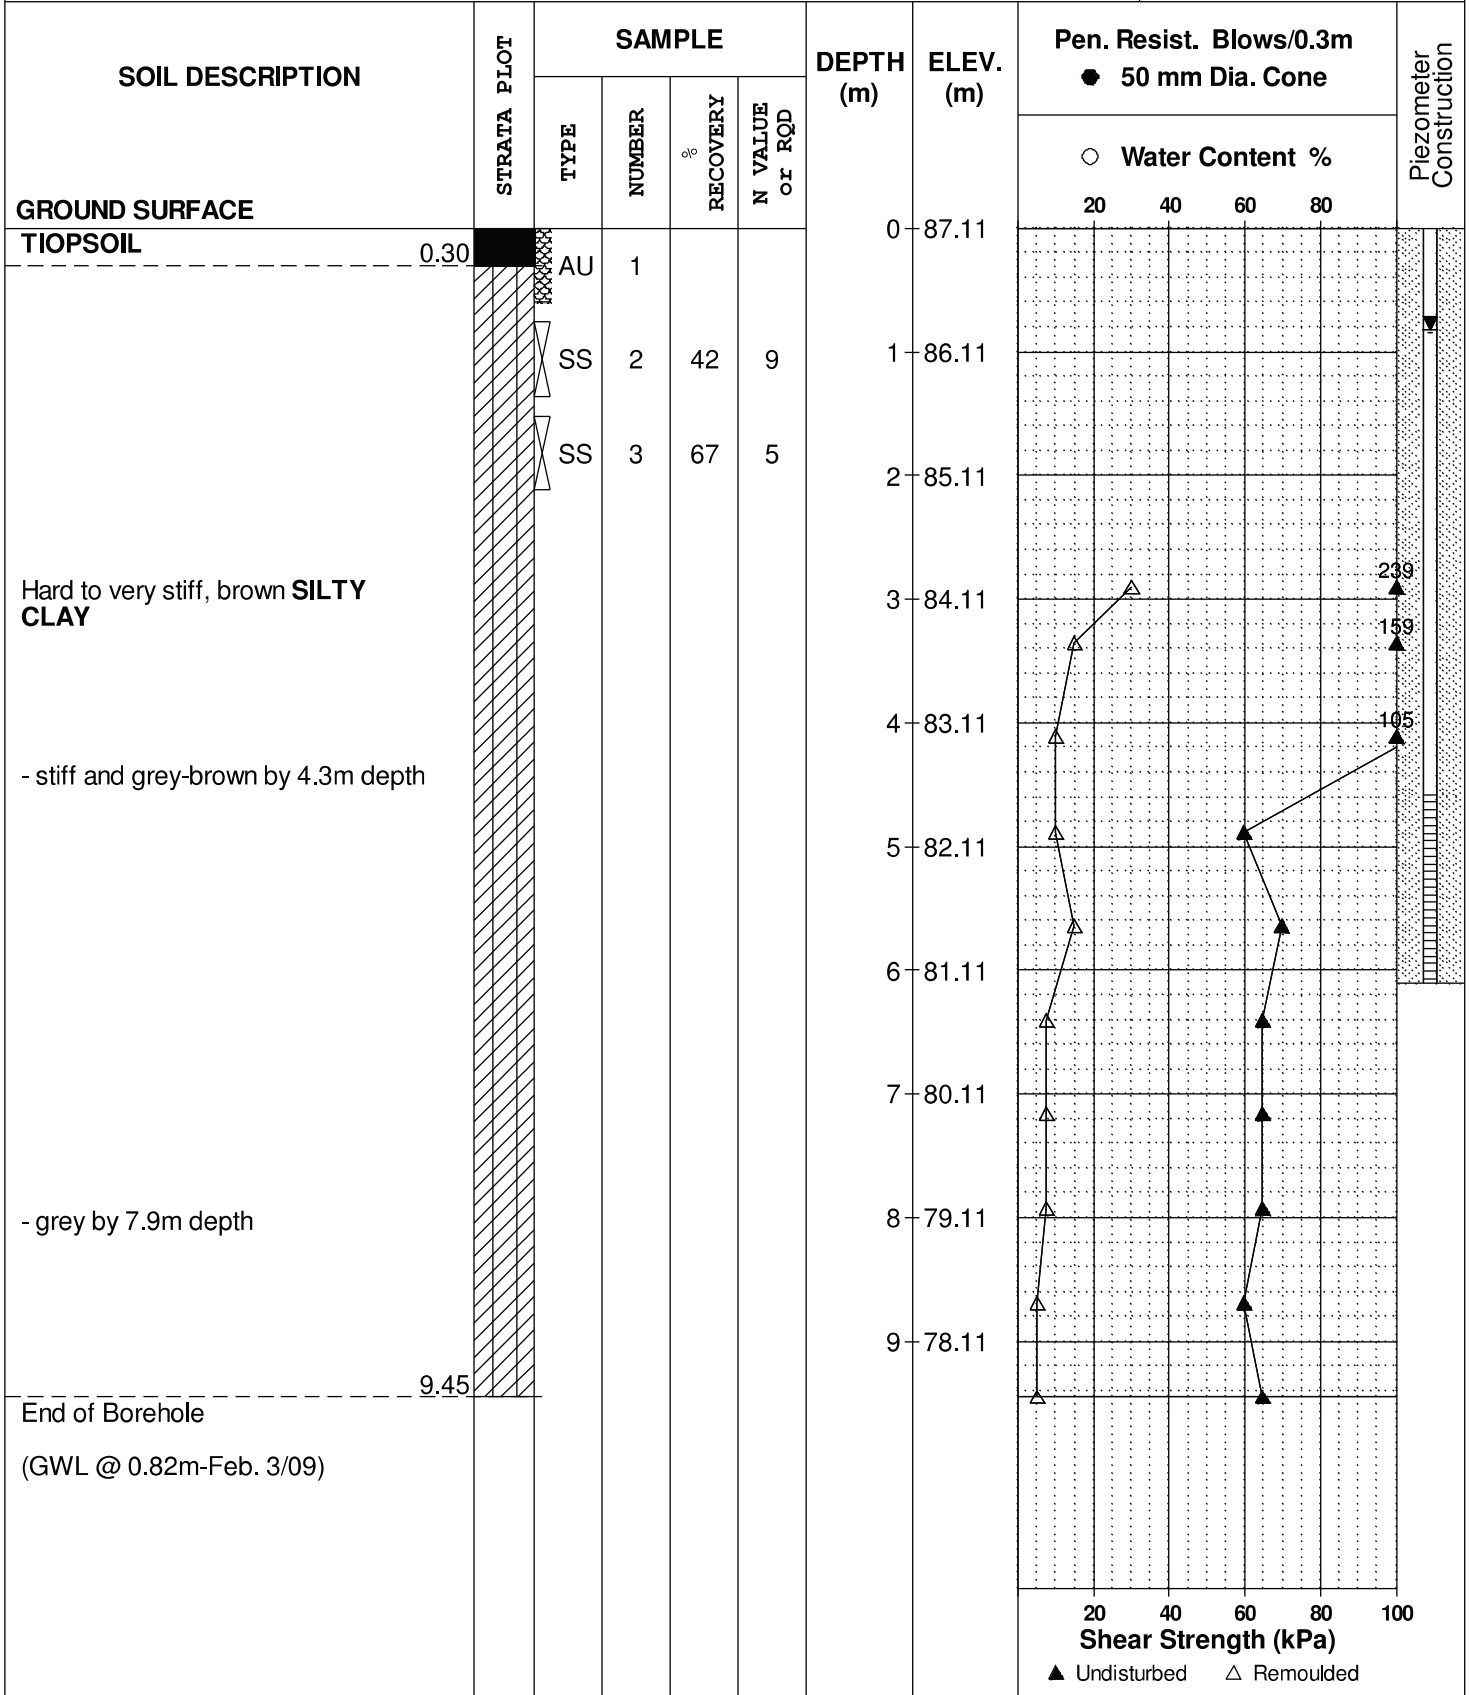 SOIL DESCRIPTION
STRATA PLOT
SAMPLE
TYPE
NUMBER
% RECOVERY
N VALUE or RQD
DEPTH (m)
ELEV. (m)
Pen. Resist. Blows/0.3m
● 50 mm Dia. Cone
○ Water Content %
Piezometer Construction
20 40 60 80
GROUND SURFACE
0 87.11
TIOPSOIL
0.30
AU 1
SS 2 42 9
1 86.11
SS 3 67 5
2 85.11
239
Hard to very stiff, brown SILTY
CLAY
3 84.11
159
105
4 83.11
- stiff and grey-brown by 4.3m depth
5 82.11
6 81.11
7 80.11
- grey by 7.9m depth
8 79.11
9 78.11
9.45
End of Borehole
(GWL @ 0.82m-Feb. 3/09)
20 40 60 80 100
Shear Strength (kPa)
▲ Undisturbed △ Remoulded